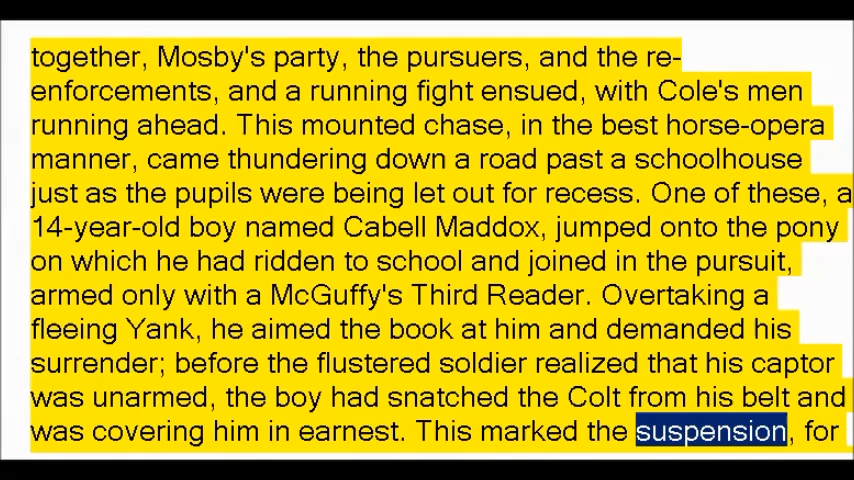 together, Mosby's party, the pursuers, and the re-
enforcements, and a running fight ensued, with Cole's men
running ahead. This mounted chase, in the best horse-opera
manner, came thundering down a road past a schoolhouse
just as the pupils were being let out for recess. One of these, a
14-year-old boy named Cabell Maddox, jumped onto the pony
on which he had ridden to school and joined in the pursuit,
armed only with a McGuffy's Third Reader. Overtaking a
fleeing Yank, he aimed the book at him and demanded his
surrender; before the flustered soldier realized that his captor
was unarmed, the boy had snatched the Colt from his belt and
was covering him in earnest. This marked the suspension, for